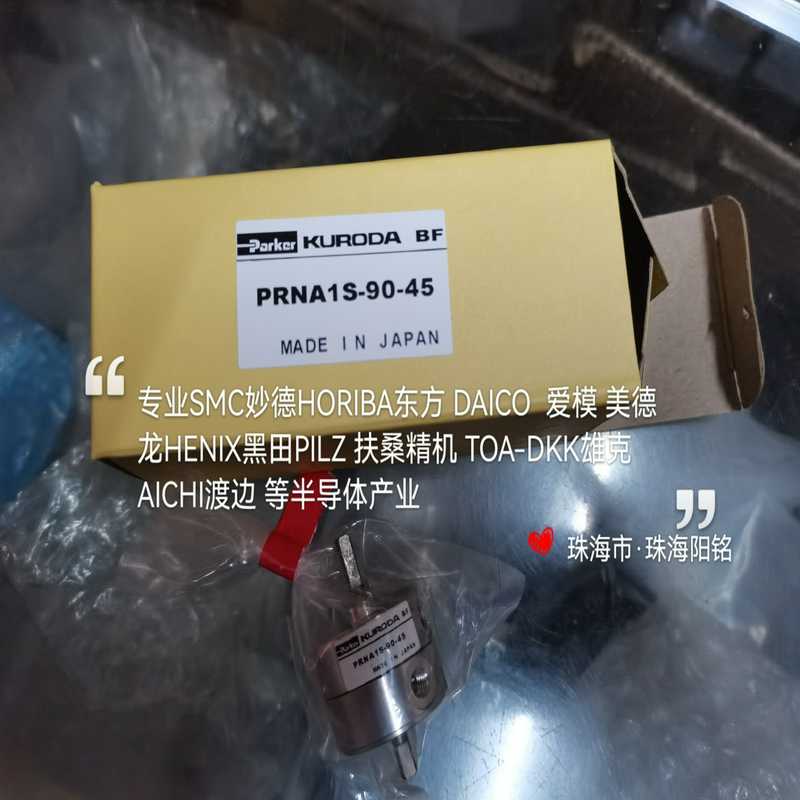 Parker KURODA BF
PRNA1S-90-45
MADE IN JAPAN
“
专业SMC妙德HORIBA东方 DAICO 爱模 美德
龙HENIX黑田PILZ 扶桑精机 TOA-DKK雄克
AICHI渡边 等半导体产业
”
珠海市·珠海阳铭
Parker KURODA BF
PRNA1S-90-45
MADE IN JAPAN